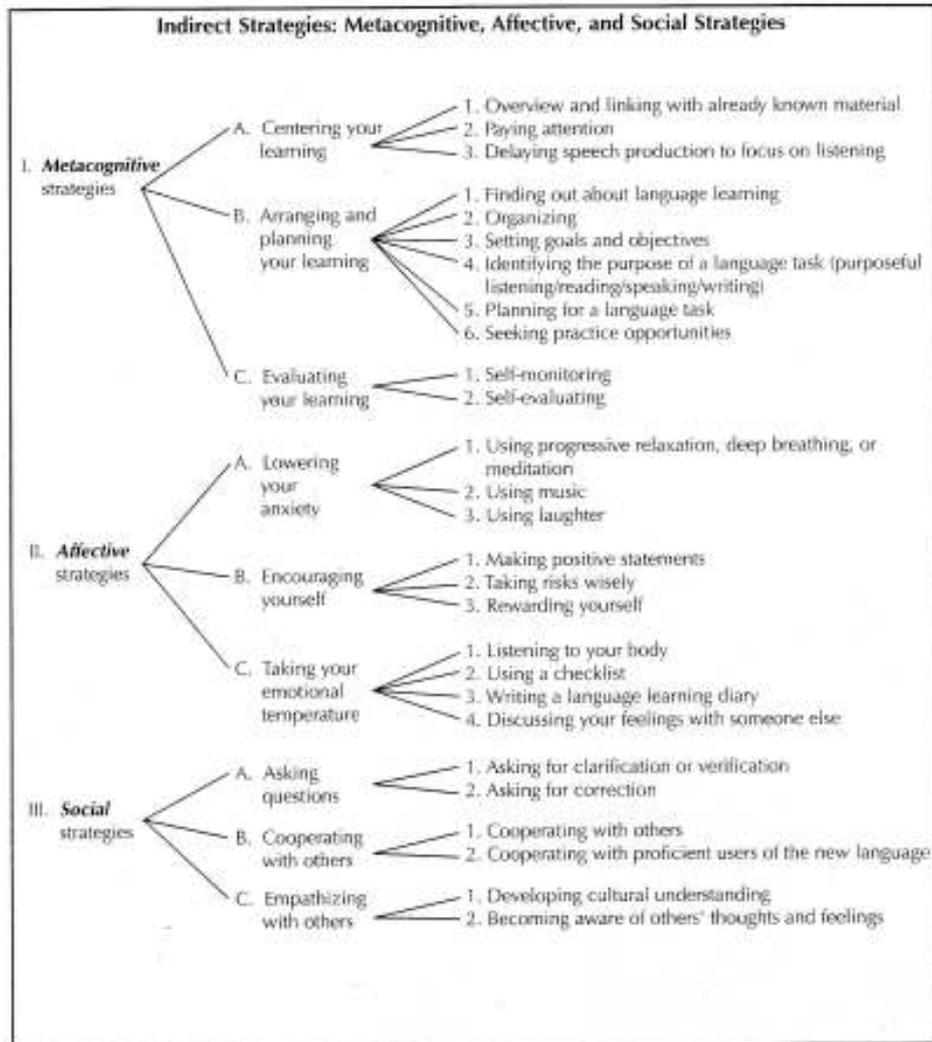 Indirect Strategies: Metacognitive, Affective, and Social Strategies
I. Metacognitive
strategies
A. Centering your
learning
1. Overview and linking with already known material
2. Paying attention
3. Delaying speech production to focus on listening
B. Arranging and
planning
your learning
1. Finding out about language learning
2. Organizing
3. Setting goals and objectives
4. Identifying the purpose of a language task (purposeful
listening/reading/speaking/writing)
5. Planning for a language task
6. Seeking practice opportunities
C. Evaluating
your learning
1. Self-monitoring
2. Self-evaluating
II. Affective
strategies
A. Lowering
your
anxiety
1. Using progressive relaxation, deep breathing, or
meditation
2. Using music
3. Using laughter
B. Encouraging
yourself
1. Making positive statements
2. Taking risks wisely
3. Rewarding yourself
C. Taking your
emotional
temperature
1. Listening to your body
2. Using a checklist
3. Writing a language learning diary
4. Discussing your feelings with someone else
III. Social
strategies
A. Asking
questions
1. Asking for clarification or verification
2. Asking for correction
B. Cooperating
with others
1. Cooperating with others
2. Cooperating with proficient users of the new language
C. Empathizing
with others
1. Developing cultural understanding
2. Becoming aware of others' thoughts and feelings